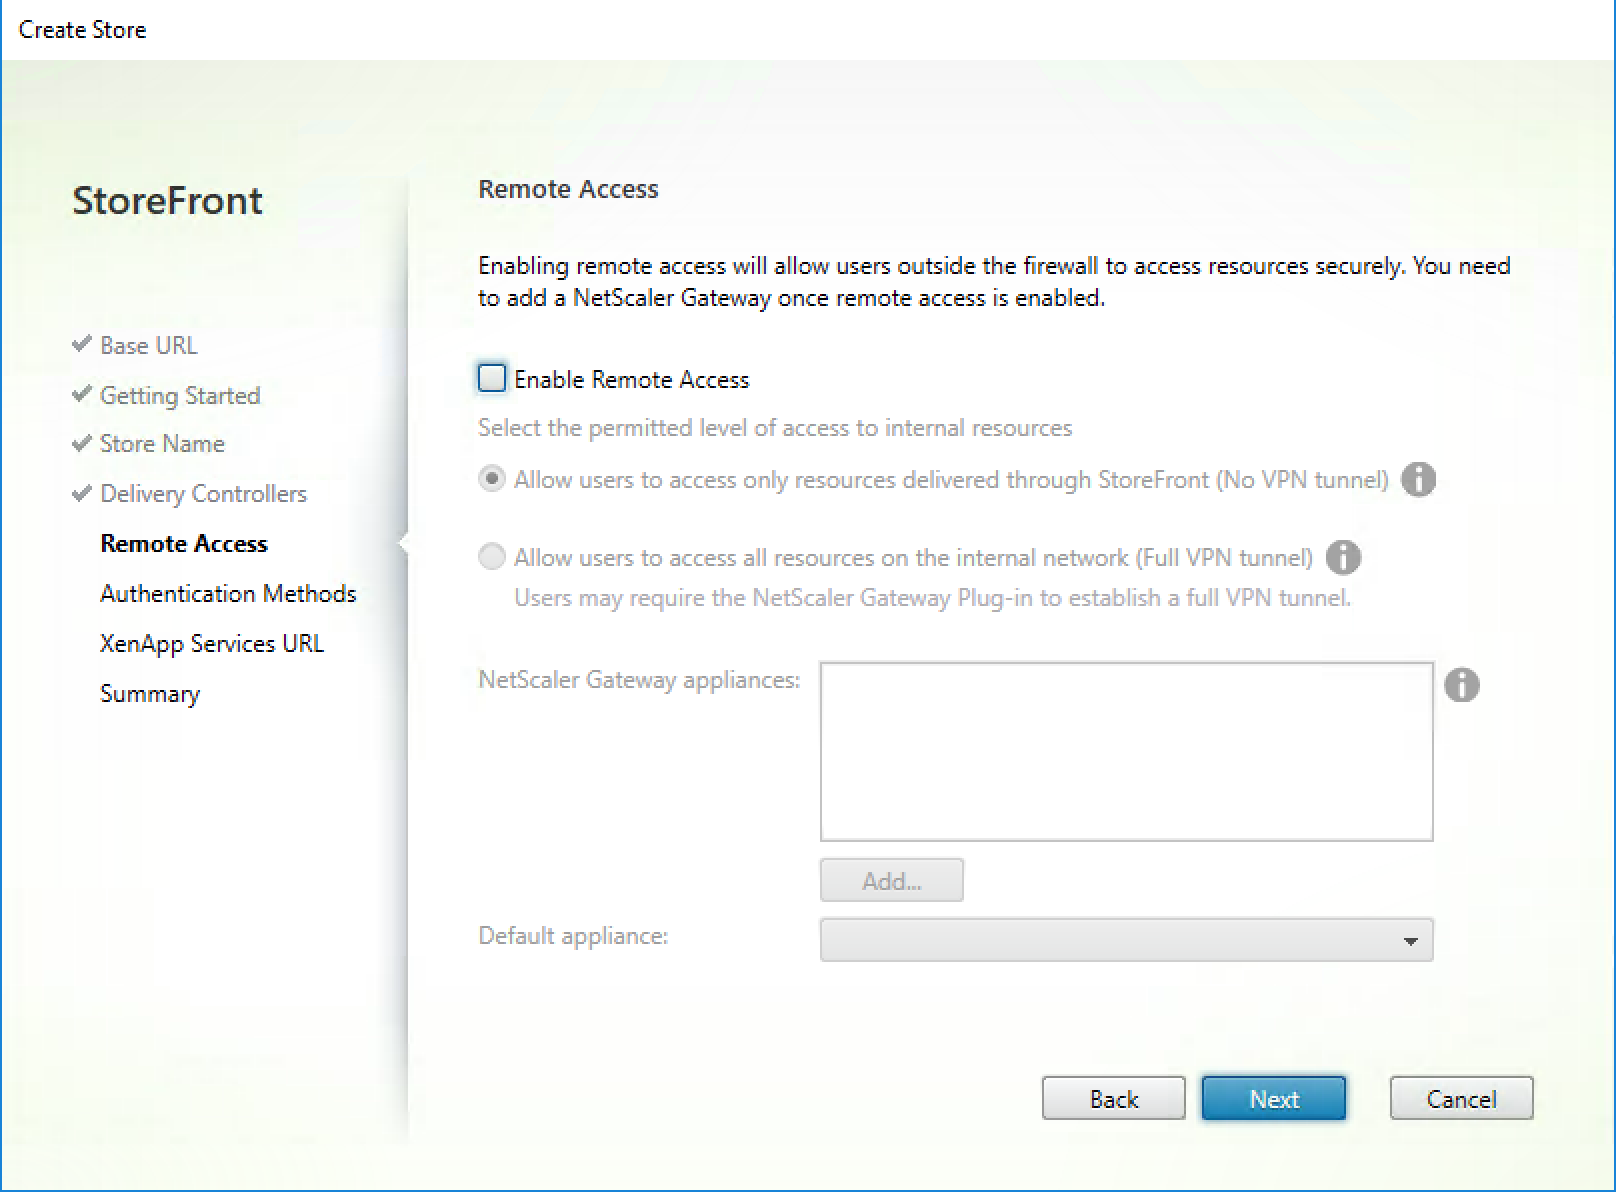 Create Store
StoreFront
Base URL
Getting Started
Store Name
Delivery Controllers
Remote Access
Authentication Methods
XenApp Services URL
Summary
Remote Access
Enabling remote access will allow users outside the firewall to access resources securely. You need
to add a NetScaler Gateway once remote access is enabled.
Enable Remote Access
Select the permitted level of access to internal resources
Allow users to access only resources delivered through StoreFront (No VPN tunnel)
Allow users to access all resources on the internal network (Full VPN tunnel)
Users may require the NetScaler Gateway Plug-in to establish a full VPN tunnel.
NetScaler Gateway appliances:
Add...
Default appliance:
Back
Next
Cancel